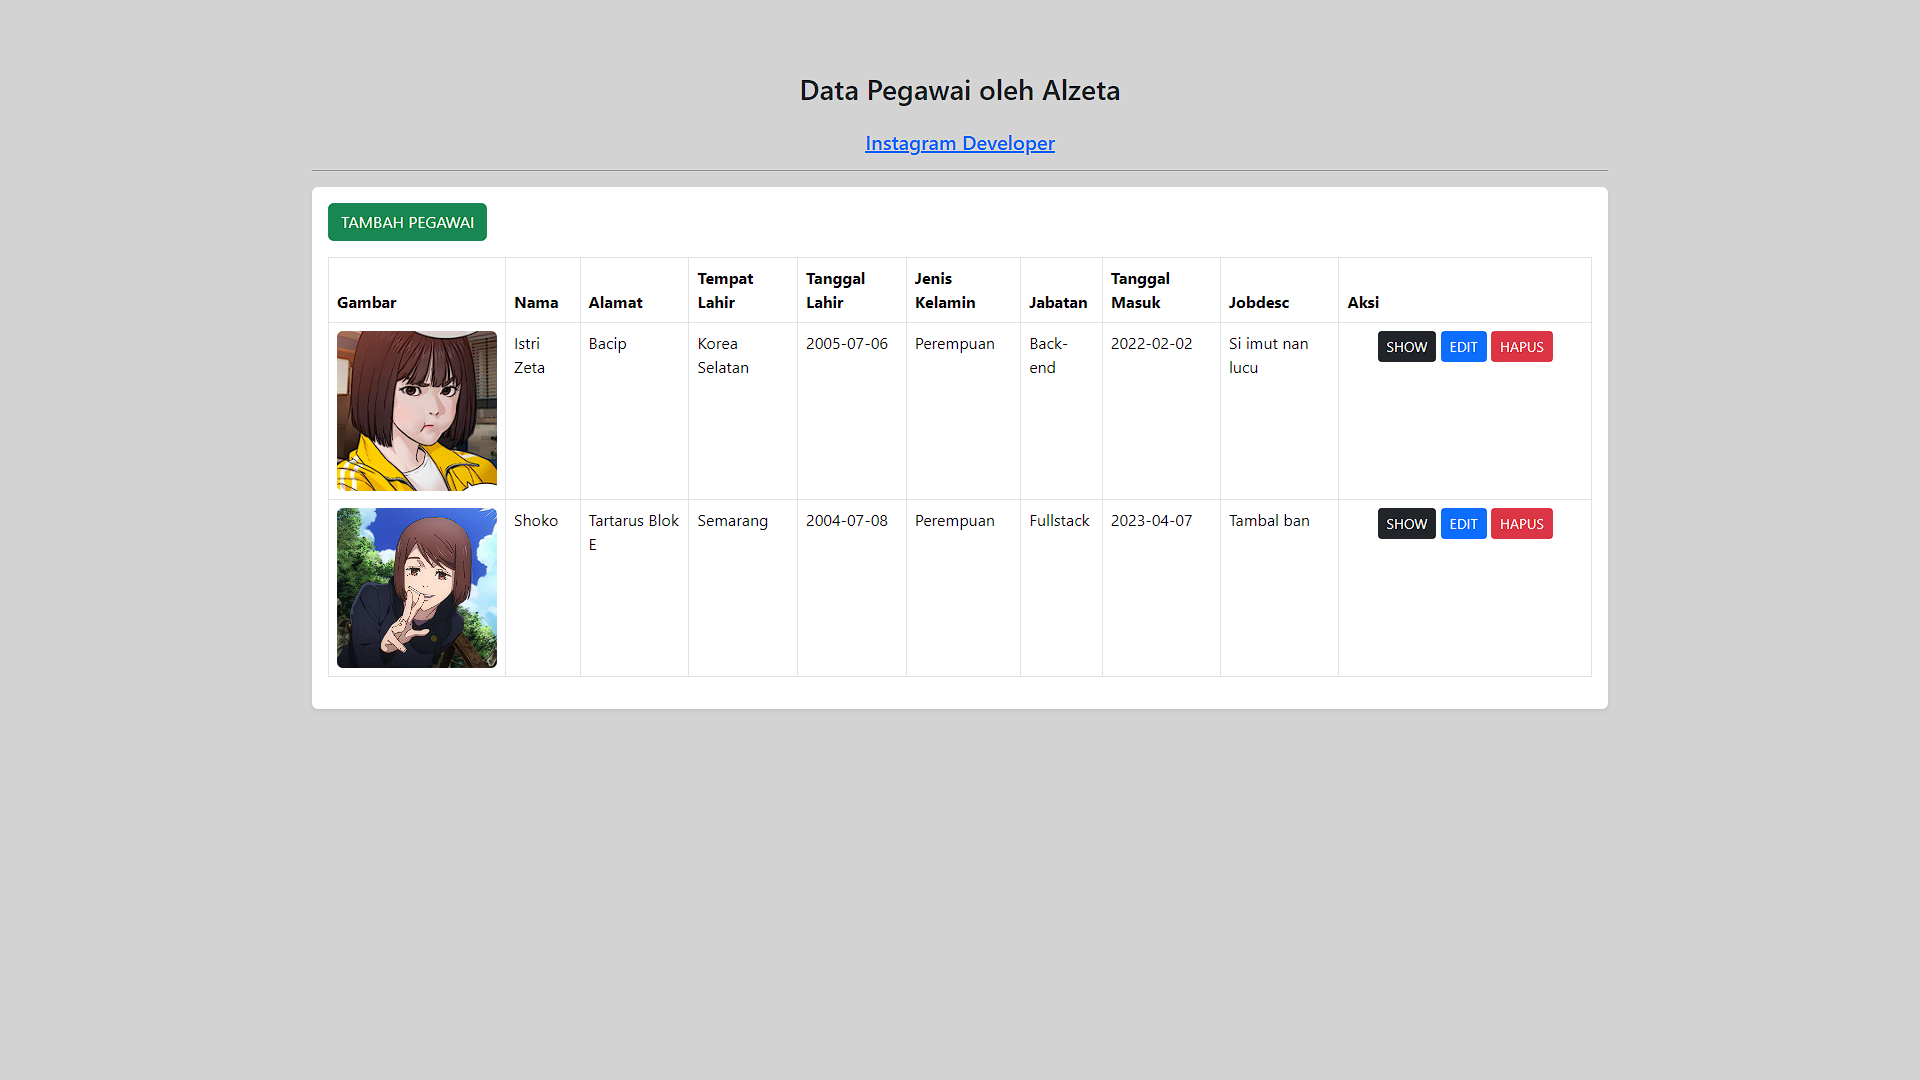 Data Pegawai oleh Alzeta
Instagram Developer
TAMBAH PEGAWAI
Gambar Nama Alamat Tempat Lahir Tanggal Lahir Jenis Kelamin Jabatan Tanggal Masuk Jobdesc Aksi
Istri Zeta Bacip Korea Selatan 2005-07-06 Perempuan Back-end 2022-02-02 Si imut nan lucu SHOW EDIT HAPUS
Shoko Tartarus Blok E Semarang 2004-07-08 Perempuan Fullstack 2023-04-07 Tambal ban SHOW EDIT HAPUS